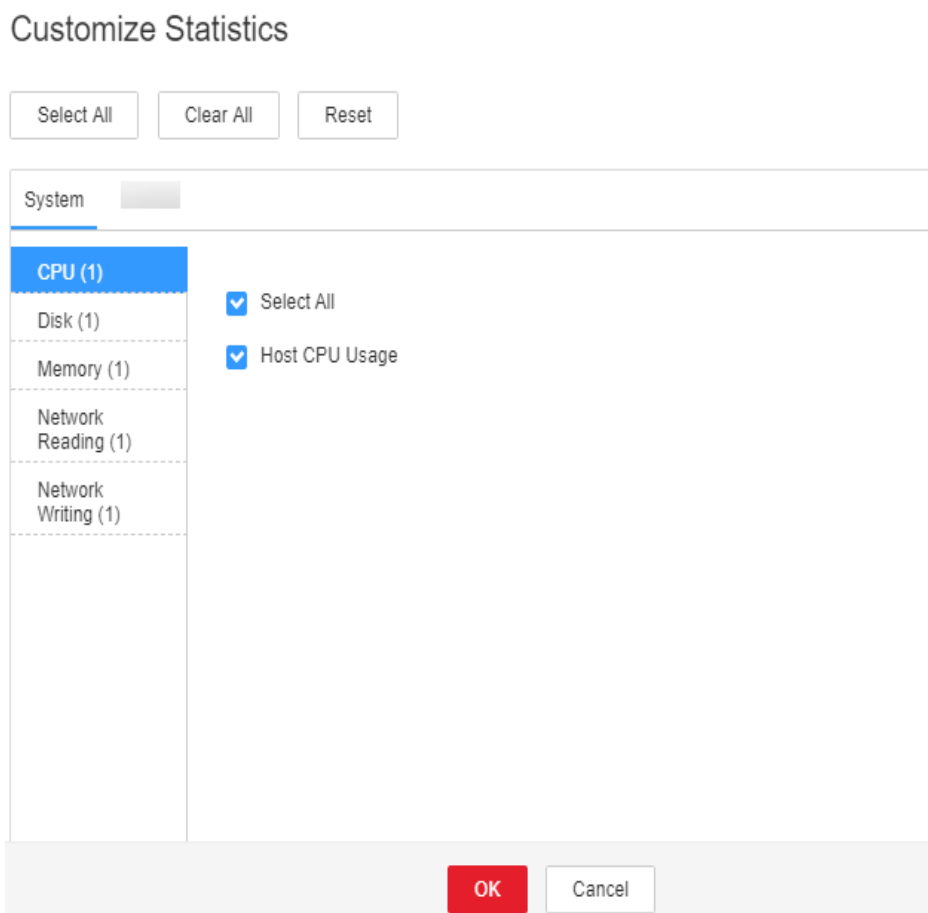 Customize Statistics
Select All
Clear All
Reset
System
CPU (1)
Disk (1)
Memory (1)
Network
Reading (1)
Network
Writing (1)
Select All
Host CPU Usage
OK
Cancel